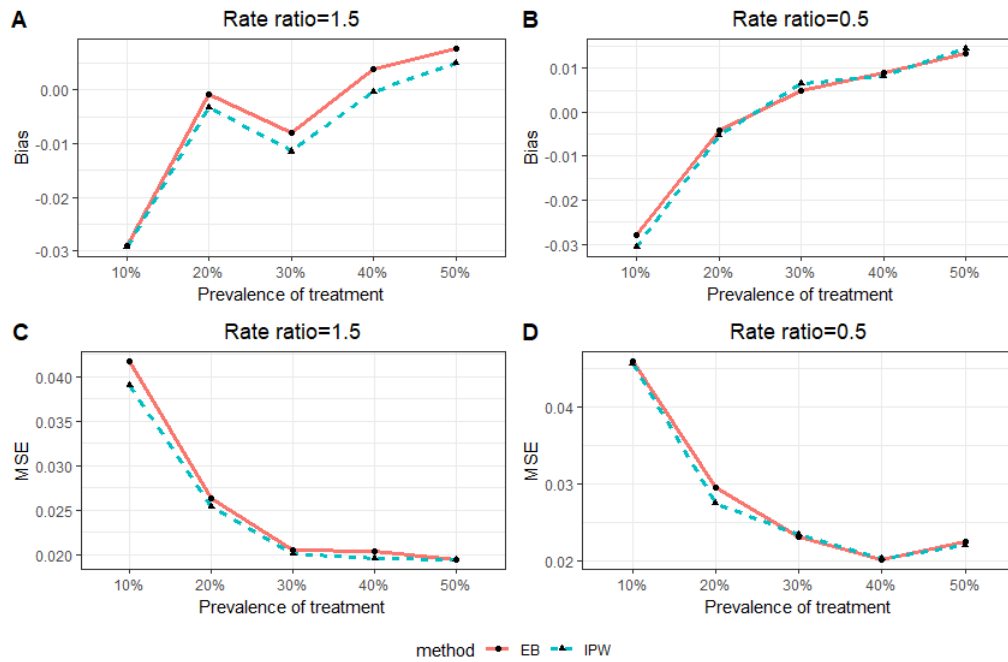 A
Rate ratio=1.5
Bias
0.00
-0.01
-0.02
-0.03
10% 20% 30% 40% 50%
Prevalence of treatment
B
Rate ratio=0.5
Bias
0.01
0.00
-0.01
-0.02
-0.03
10% 20% 30% 40% 50%
Prevalence of treatment
C
Rate ratio=1.5
MSE
0.040
0.035
0.030
0.025
0.020
10% 20% 30% 40% 50%
Prevalence of treatment
D
Rate ratio=0.5
MSE
0.04
0.03
0.02
10% 20% 30% 40% 50%
Prevalence of treatment
method EB IPW